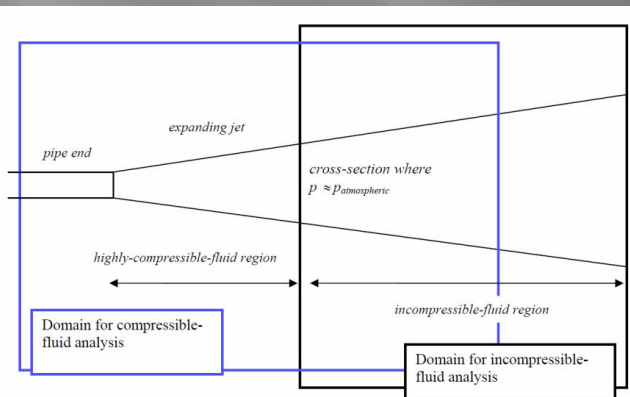 expanding jet
pipe end
cross-section where
p ≈ p atmospheric
highly-compressible-fluid region
incompressible-fluid region
Domain for compressible-
fluid analysis
Domain for incompressible-
fluid analysis